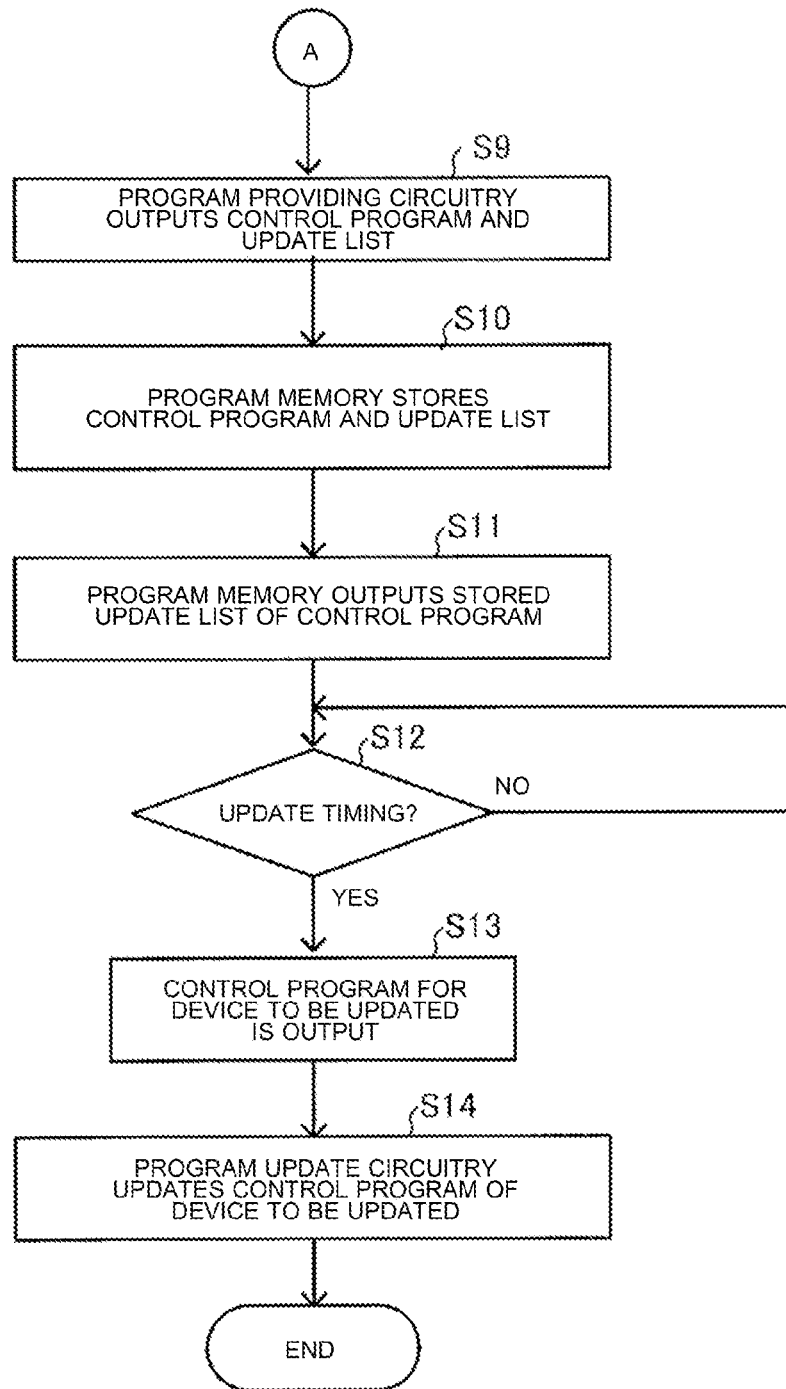 A
S9
PROGRAM PROVIDING CIRCUITRY
OUTPUTS CONTROL PROGRAM AND
UPDATE LIST
S10
PROGRAM MEMORY STORES
CONTROL PROGRAM AND UPDATE LIST
S11
PROGRAM MEMORY OUTPUTS STORED
UPDATE LIST OF CONTROL PROGRAM
S12
UPDATE TIMING?
NO
YES
S13
CONTROL PROGRAM FOR
DEVICE TO BE UPDATED
IS OUTPUT
S14
PROGRAM UPDATE CIRCUITRY
UPDATES CONTROL PROGRAM OF
DEVICE TO BE UPDATED
END